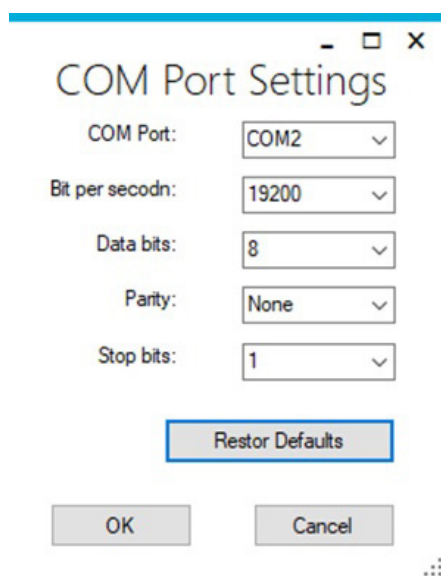 COM Port Settings
COM Port: COM2
Bit per secodn: 19200
Data bits: 8
Parity: None
Stop bits: 1
Restor Defaults
OK Cancel